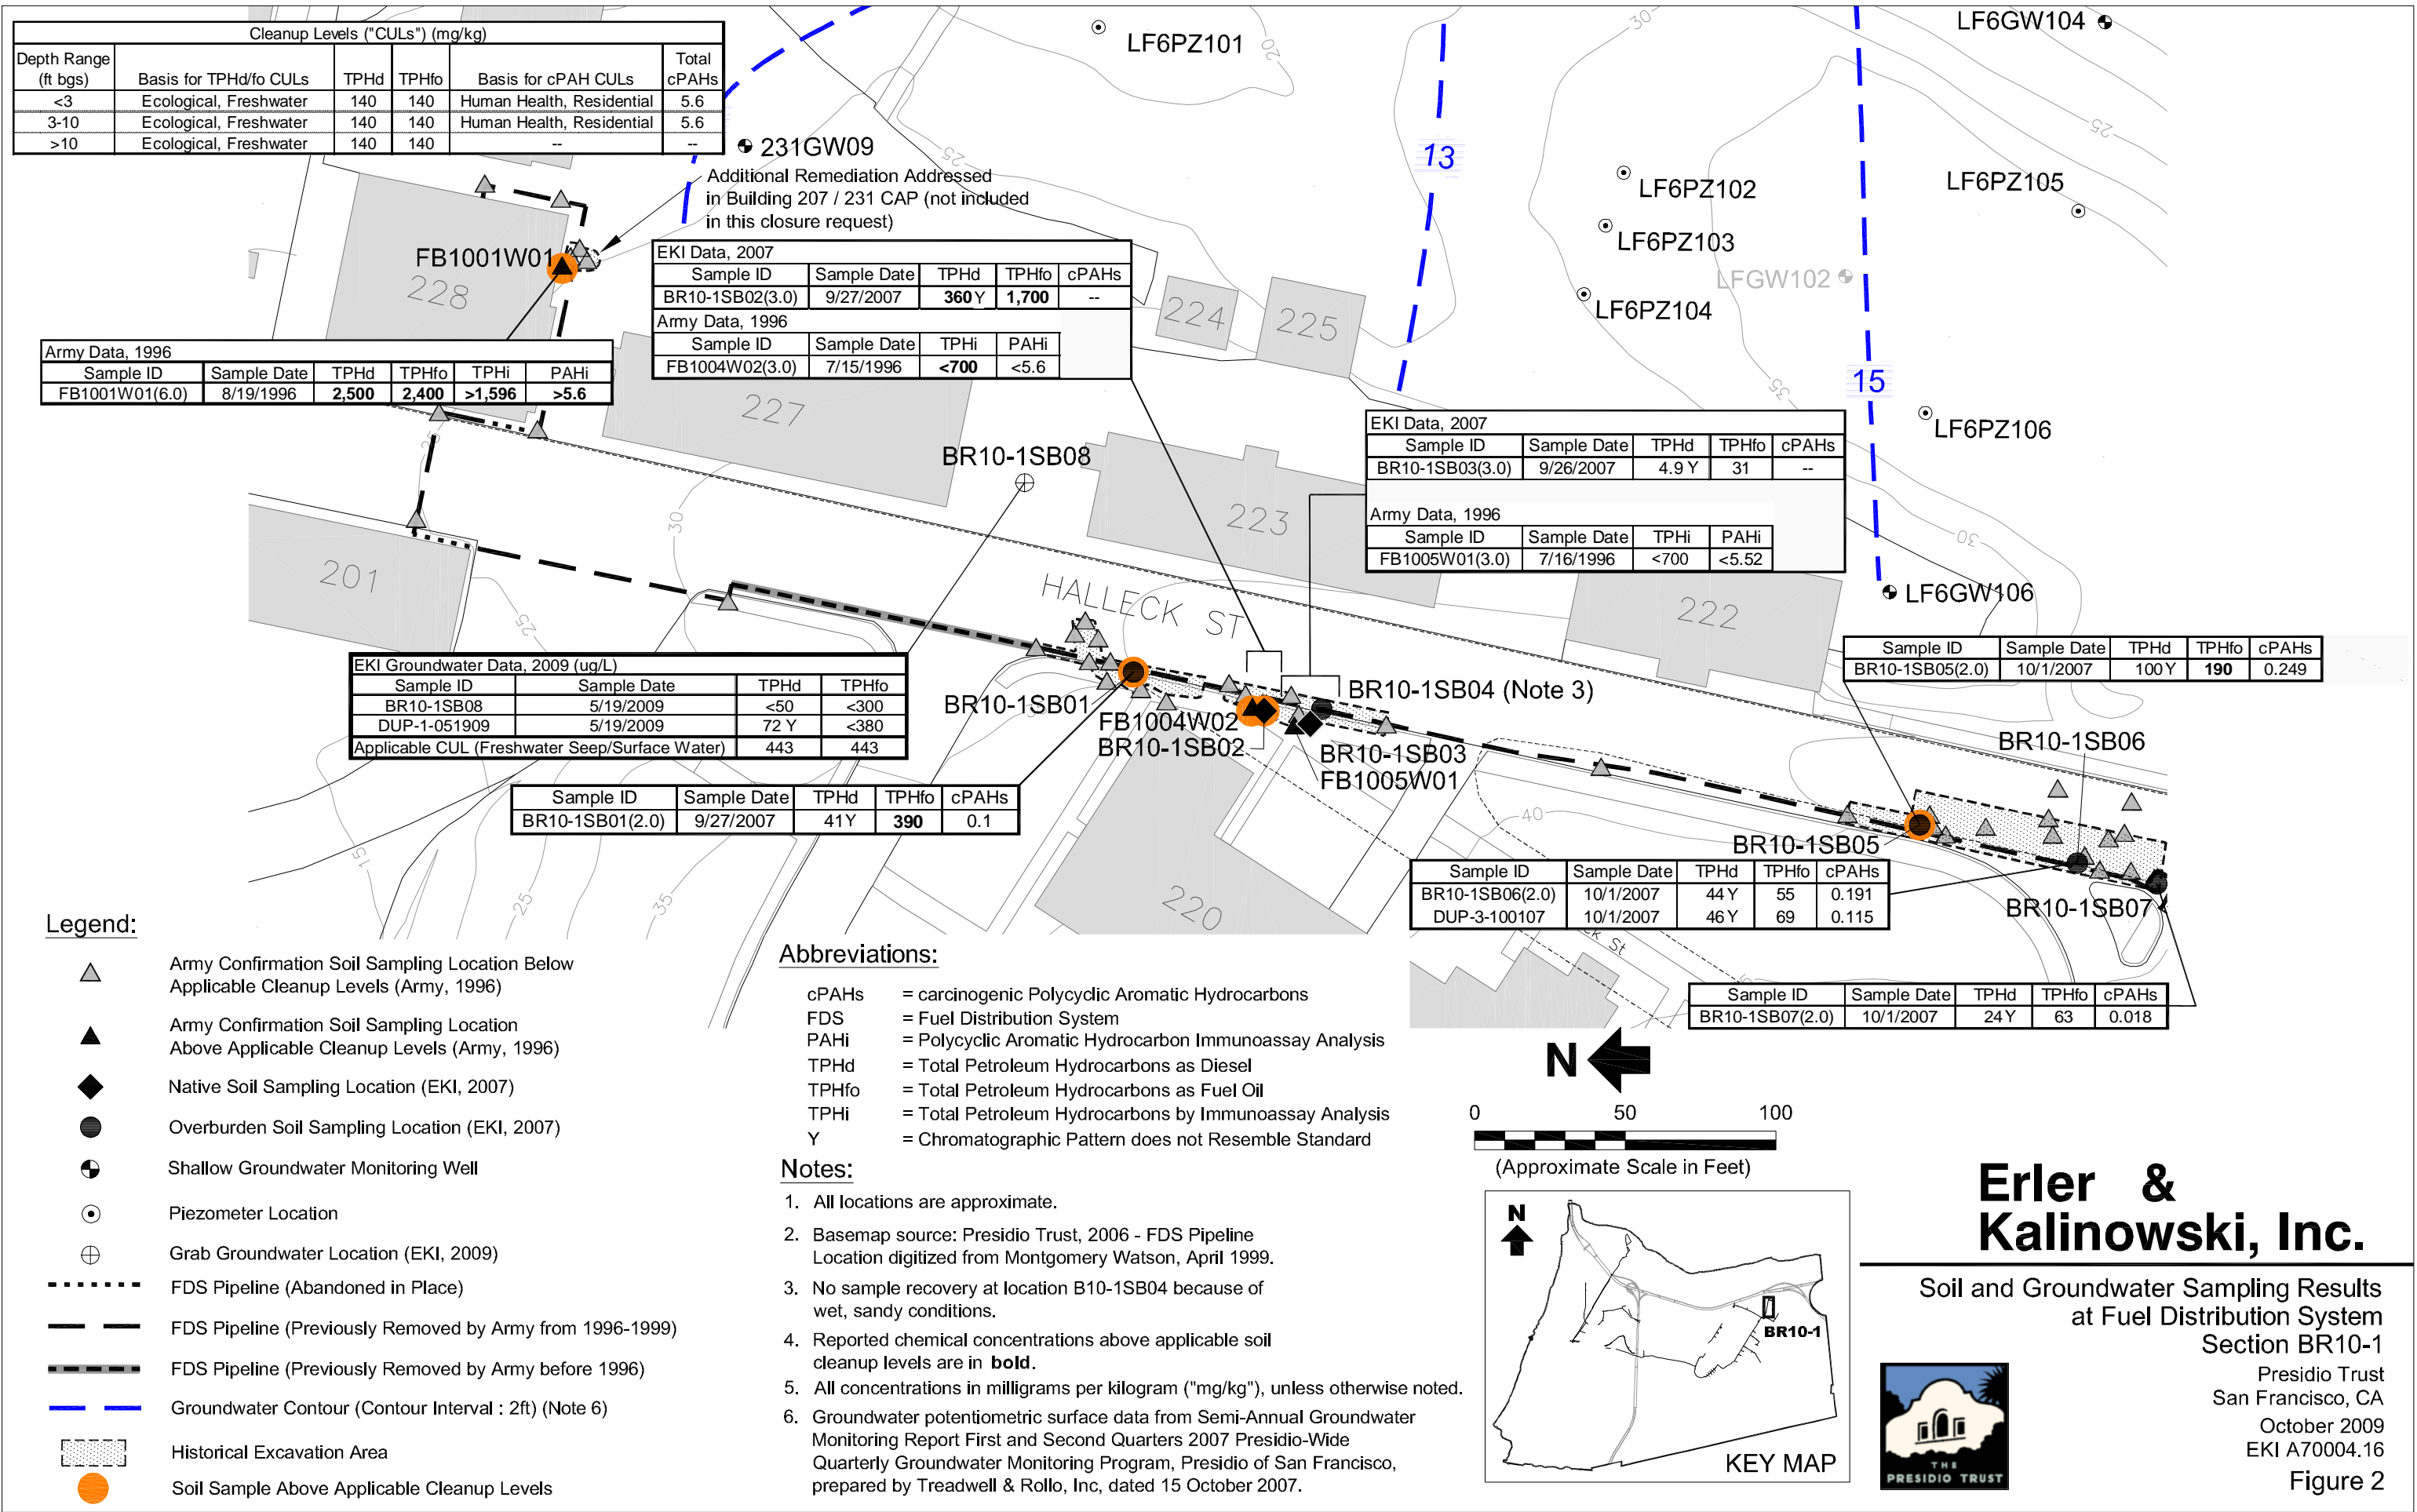 Cleanup Levels ("CULs") (mg/kg)
Depth Range (ft bgs) Basis for TPHd/fo CULs TPHd TPHfo Basis for cPAH CULs Total cPAHs
<3 Ecological, Freshwater 140 140 Human Health, Residential 5.6
3-10 Ecological, Freshwater 140 140 Human Health, Residential 5.6
>10 Ecological, Freshwater 140 140 -- --
LF6PZ101
20
30
LF6GW104
25
13
231GW09
25
Additional Remediation Addressed
in Building 207 / 231 CAP (not included
in this closure request)
LF6PZ102
LF6PZ105
LF6PZ103
LFGW102
LF6PZ104
FB1001W01
228
EKI Data, 2007
Sample ID Sample Date TPHd TPHfo cPAHs
BR10-1SB02(3.0) 9/27/2007 360 Y 1,700 --
Army Data, 1996
Sample ID Sample Date TPHi PAHi
FB1004W02(3.0) 7/15/1996 <700 <5.6
224
225
Army Data, 1996
Sample ID Sample Date TPHd TPHfo TPHi PAHi
FB1001W01(6.0) 8/19/1996 2,500 2,400 >1,596 >5.6
227
15
35
LF6PZ106
EKI Data, 2007
Sample ID Sample Date TPHd TPHfo cPAHs
BR10-1SB03(3.0) 9/26/2007 4.9 Y 31 --
Army Data, 1996
Sample ID Sample Date TPHi PAHi
FB1005W01(3.0) 7/16/1996 <700 <5.52
25
BR10-1SB08
30
223
30
201
HALLECK ST
222
LF6GW106
25
Sample ID Sample Date TPHd TPHfo cPAHs
BR10-1SB05(2.0) 10/1/2007 100 Y 190 0.249
EKI Groundwater Data, 2009 (ug/L)
Sample ID Sample Date TPHd TPHfo
BR10-1SB08 5/19/2009 <50 <300
DUP-1-051909 5/19/2009 72 Y <380
Applicable CUL (Freshwater Seep/Surface Water) 443 443
BR10-1SB01
BR10-1SB04 (Note 3)
FB1004W02
BR10-1SB02
BR10-1SB03
FB1005W01
BR10-1SB06
Sample ID Sample Date TPHd TPHfo cPAHs
BR10-1SB01(2.0) 9/27/2007 41 Y 390 0.1
40
BR10-1SB05
15
25
35
220
Sample ID Sample Date TPHd TPHfo cPAHs
BR10-1SB06(2.0) 10/1/2007 44 Y 55 0.191
DUP-3-100107 10/1/2007 46 Y 69 0.115
BR10-1SB07
ck St
Sample ID Sample Date TPHd TPHfo cPAHs
BR10-1SB07(2.0) 10/1/2007 24 Y 63 0.018
Legend:
Army Confirmation Soil Sampling Location Below
Applicable Cleanup Levels (Army, 1996)
Army Confirmation Soil Sampling Location
Above Applicable Cleanup Levels (Army, 1996)
Native Soil Sampling Location (EKI, 2007)
Overburden Soil Sampling Location (EKI, 2007)
Shallow Groundwater Monitoring Well
Piezometer Location
Grab Groundwater Location (EKI, 2009)
FDS Pipeline (Abandoned in Place)
FDS Pipeline (Previously Removed by Army from 1996-1999)
FDS Pipeline (Previously Removed by Army before 1996)
Groundwater Contour (Contour Interval : 2ft) (Note 6)
Historical Excavation Area
Soil Sample Above Applicable Cleanup Levels
Abbreviations:
cPAHs = carcinogenic Polycyclic Aromatic Hydrocarbons
FDS = Fuel Distribution System
PAHi = Polycyclic Aromatic Hydrocarbon Immunoassay Analysis
TPHd = Total Petroleum Hydrocarbons as Diesel
TPHfo = Total Petroleum Hydrocarbons as Fuel Oil
TPHi = Total Petroleum Hydrocarbons by Immunoassay Analysis
Y = Chromatographic Pattern does not Resemble Standard
Notes:
1. All locations are approximate.
2. Basemap source: Presidio Trust, 2006 - FDS Pipeline
Location digitized from Montgomery Watson, April 1999.
3. No sample recovery at location B10-1SB04 because of
wet, sandy conditions.
4. Reported chemical concentrations above applicable soil
cleanup levels are in bold.
5. All concentrations in milligrams per kilogram ("mg/kg"), unless otherwise noted.
6. Groundwater potentiometric surface data from Semi-Annual Groundwater
Monitoring Report First and Second Quarters 2007 Presidio-Wide
Quarterly Groundwater Monitoring Program, Presidio of San Francisco,
prepared by Treadwell & Rollo, Inc, dated 15 October 2007.
N
0 50 100
(Approximate Scale in Feet)
N
BR10-1
KEY MAP
Erler &
Kalinowski, Inc.
Soil and Groundwater Sampling Results
at Fuel Distribution System
Section BR10-1
Presidio Trust
San Francisco, CA
October 2009
EKI A70004.16
Figure 2
THE
PRESIDIO TRUST